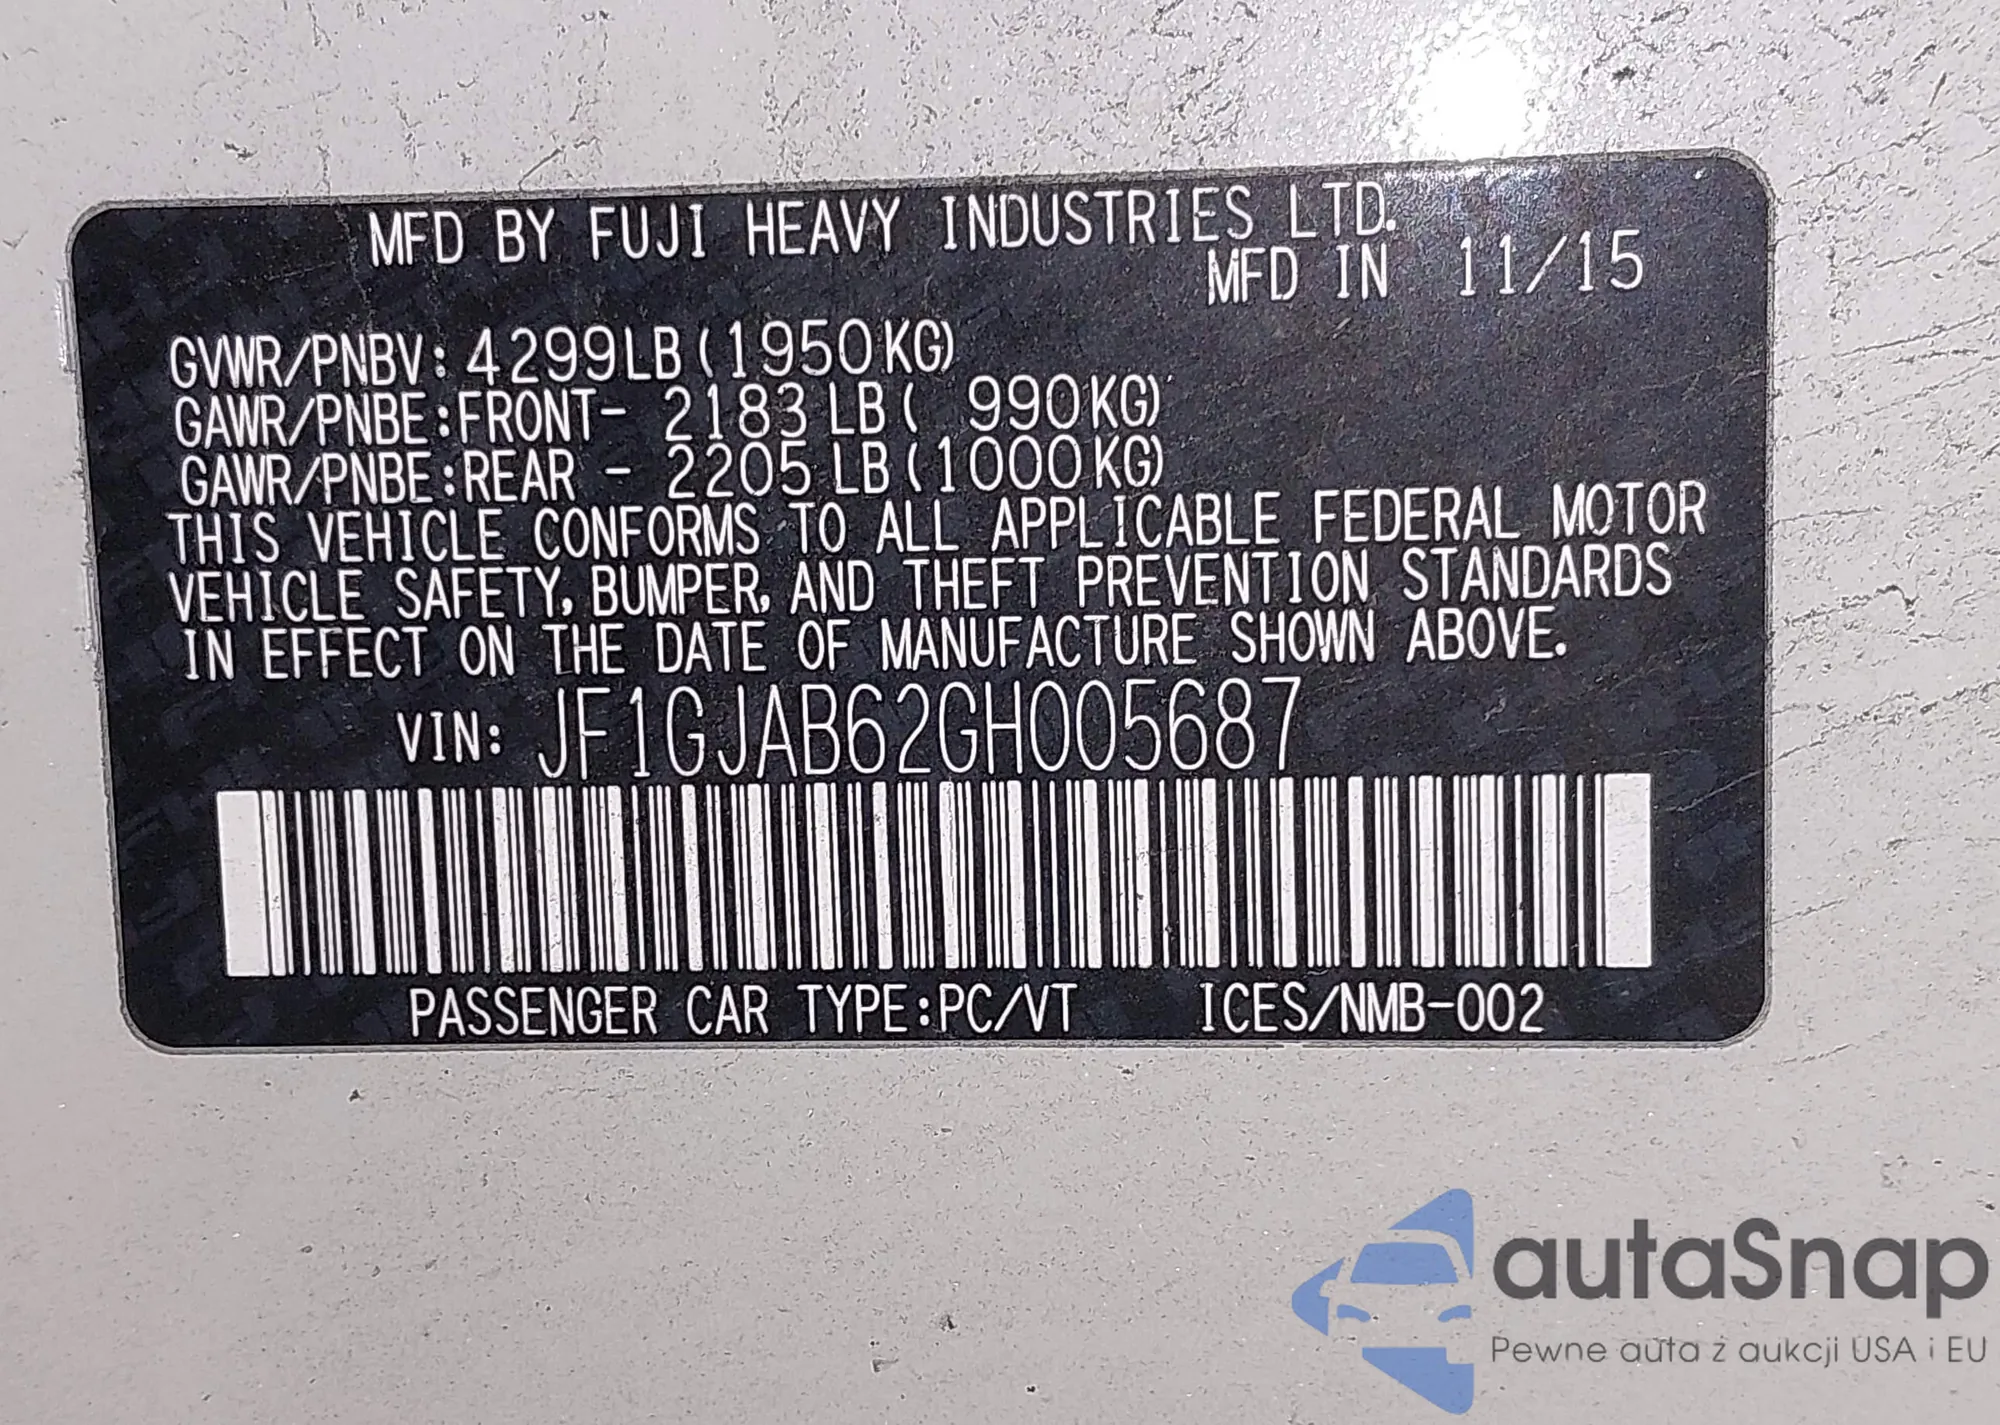 MFD BY FUJI HEAVY INDUSTRIES LTD.
MFD IN 11/15
GVWR/PNBV: 4299LB (1950KG)
GAWR/PNBE:FRONT- 2183 LB ( 990KG)
GAWR/PNBE:REAR - 2205 LB (1000KG)
THIS VEHICLE CONFORMS TO ALL APPLICABLE FEDERAL MOTOR
VEHICLE SAFETY, BUMPER, AND THEFT PREVENTION STANDARDS
IN EFFECT ON THE DATE OF MANUFACTURE SHOWN ABOVE.
VIN: JF1GJAB62GH005687
PASSENGER CAR TYPE:PC/VT ICES/NMB-002
autaSnap
Pewne auta z aukcji USA i EU